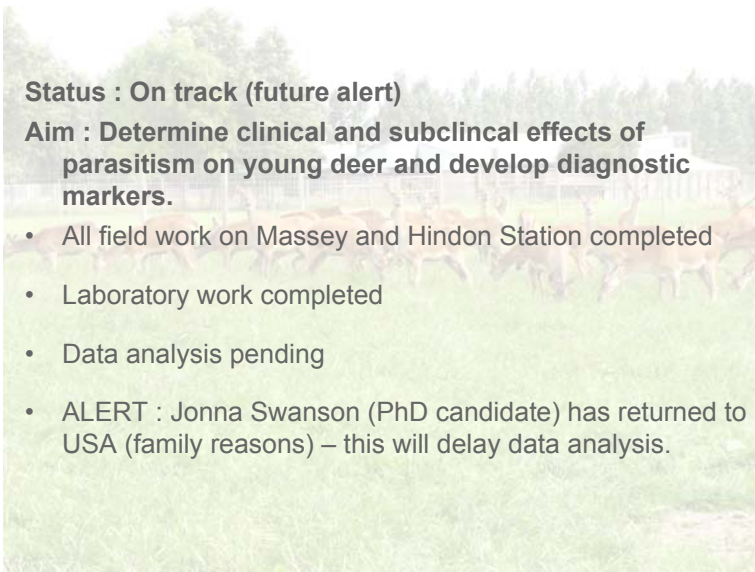 Status : On track (future alert)
Aim : Determine clinical and subclincal effects of
parasitism on young deer and develop diagnostic
markers.
• All field work on Massey and Hindon Station completed
• Laboratory work completed
• Data analysis pending
• ALERT : Jonna Swanson (PhD candidate) has returned to
USA (family reasons) – this will delay data analysis.